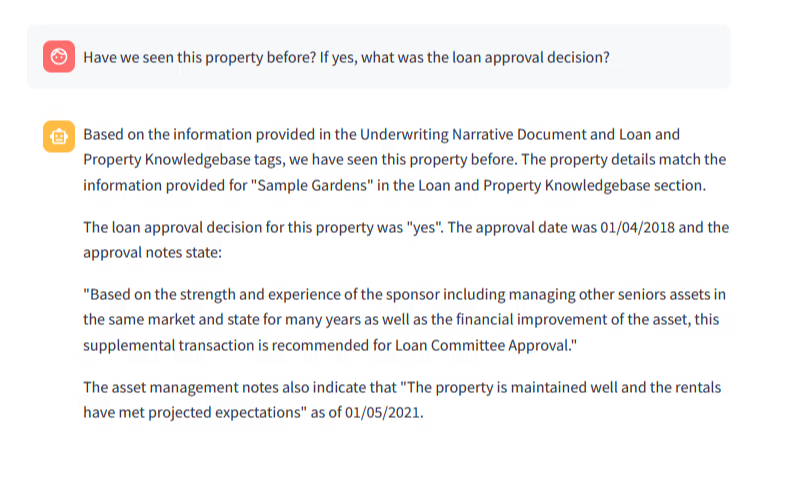 Have we seen this property before? If yes, what was the loan approval decision?
Based on the information provided in the Underwriting Narrative Document and Loan and
Property Knowledgebase tags, we have seen this property before. The property details match the
information provided for "Sample Gardens" in the Loan and Property Knowledgebase section.
The loan approval decision for this property was "yes". The approval date was 01/04/2018 and the
approval notes state:
"Based on the strength and experience of the sponsor including managing other seniors assets in
the same market and state for many years as well as the financial improvement of the asset, this
supplemental transaction is recommended for Loan Committee Approval."
The asset management notes also indicate that "The property is maintained well and the rentals
have met projected expectations" as of 01/05/2021.